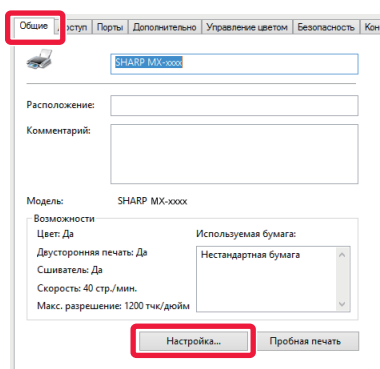 Общие Доступ Порты Дополнительно Управление цветом Безопасность Кон
SHARP MX-xxxx
Расположение:
Комментарий:
Модель: SHARP MX-xxxx
Возможности
Цвет: Да Используемая бумага:
Двусторонняя печать: Да Нестандартная бумага
Сшиватель: Да
Скорость: 40 стр./мин.
Макс. разрешение: 1200 тчк/дюйм
Настройка... Пробная печать